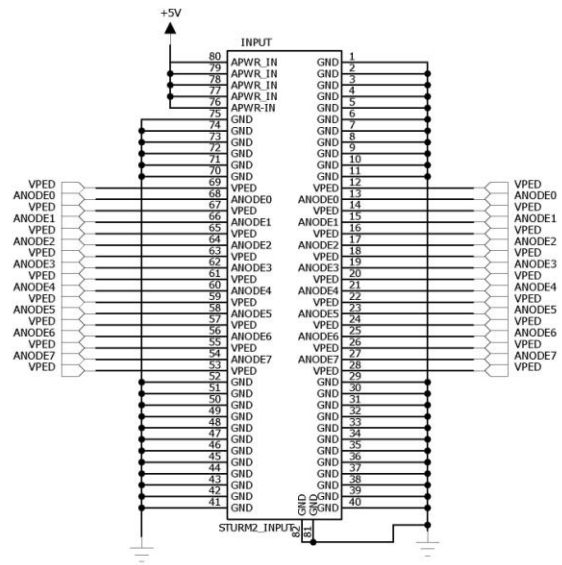 +5V
INPUT
80 APWR_IN GND 1
79 APWR_IN GND 2
78 APWR_IN GND 3
77 APWR_IN GND 4
76 APWR-IN GND 5
75 GND GND 6
74 GND GND 7
73 GND GND 8
72 GND GND 9
71 GND GND 10
70 GND GND 11
VPED 69 VPED VPED 12 VPED
ANODE0 68 ANODE0 ANODE0 13 ANODE0
VPED 67 VPED VPED 14 VPED
ANODE1 66 ANODE1 ANODE1 15 ANODE1
VPED 65 VPED VPED 16 VPED
ANODE2 64 ANODE2 ANODE2 17 ANODE2
VPED 63 VPED VPED 18 VPED
ANODE3 62 ANODE3 ANODE3 19 ANODE3
VPED 61 VPED VPED 20 VPED
ANODE4 60 ANODE4 ANODE4 21 ANODE4
VPED 59 VPED VPED 22 VPED
ANODE5 58 ANODE5 ANODE5 23 ANODE5
VPED 57 VPED VPED 24 VPED
ANODE6 56 ANODE6 ANODE6 25 ANODE6
VPED 55 VPED VPED 26 VPED
ANODE7 54 ANODE7 ANODE7 27 ANODE7
VPED 53 VPED VPED 28 VPED
52 GND GND 29
51 GND GND 30
50 GND GND 31
49 GND GND 32
48 GND GND 33
47 GND GND 34
46 GND GND 35
45 GND GND 36
44 GND GND 37
43 GND GND 38
42 GND GND 39
41 GND GND 40
GND GND
STURM2_INPUT
82 81